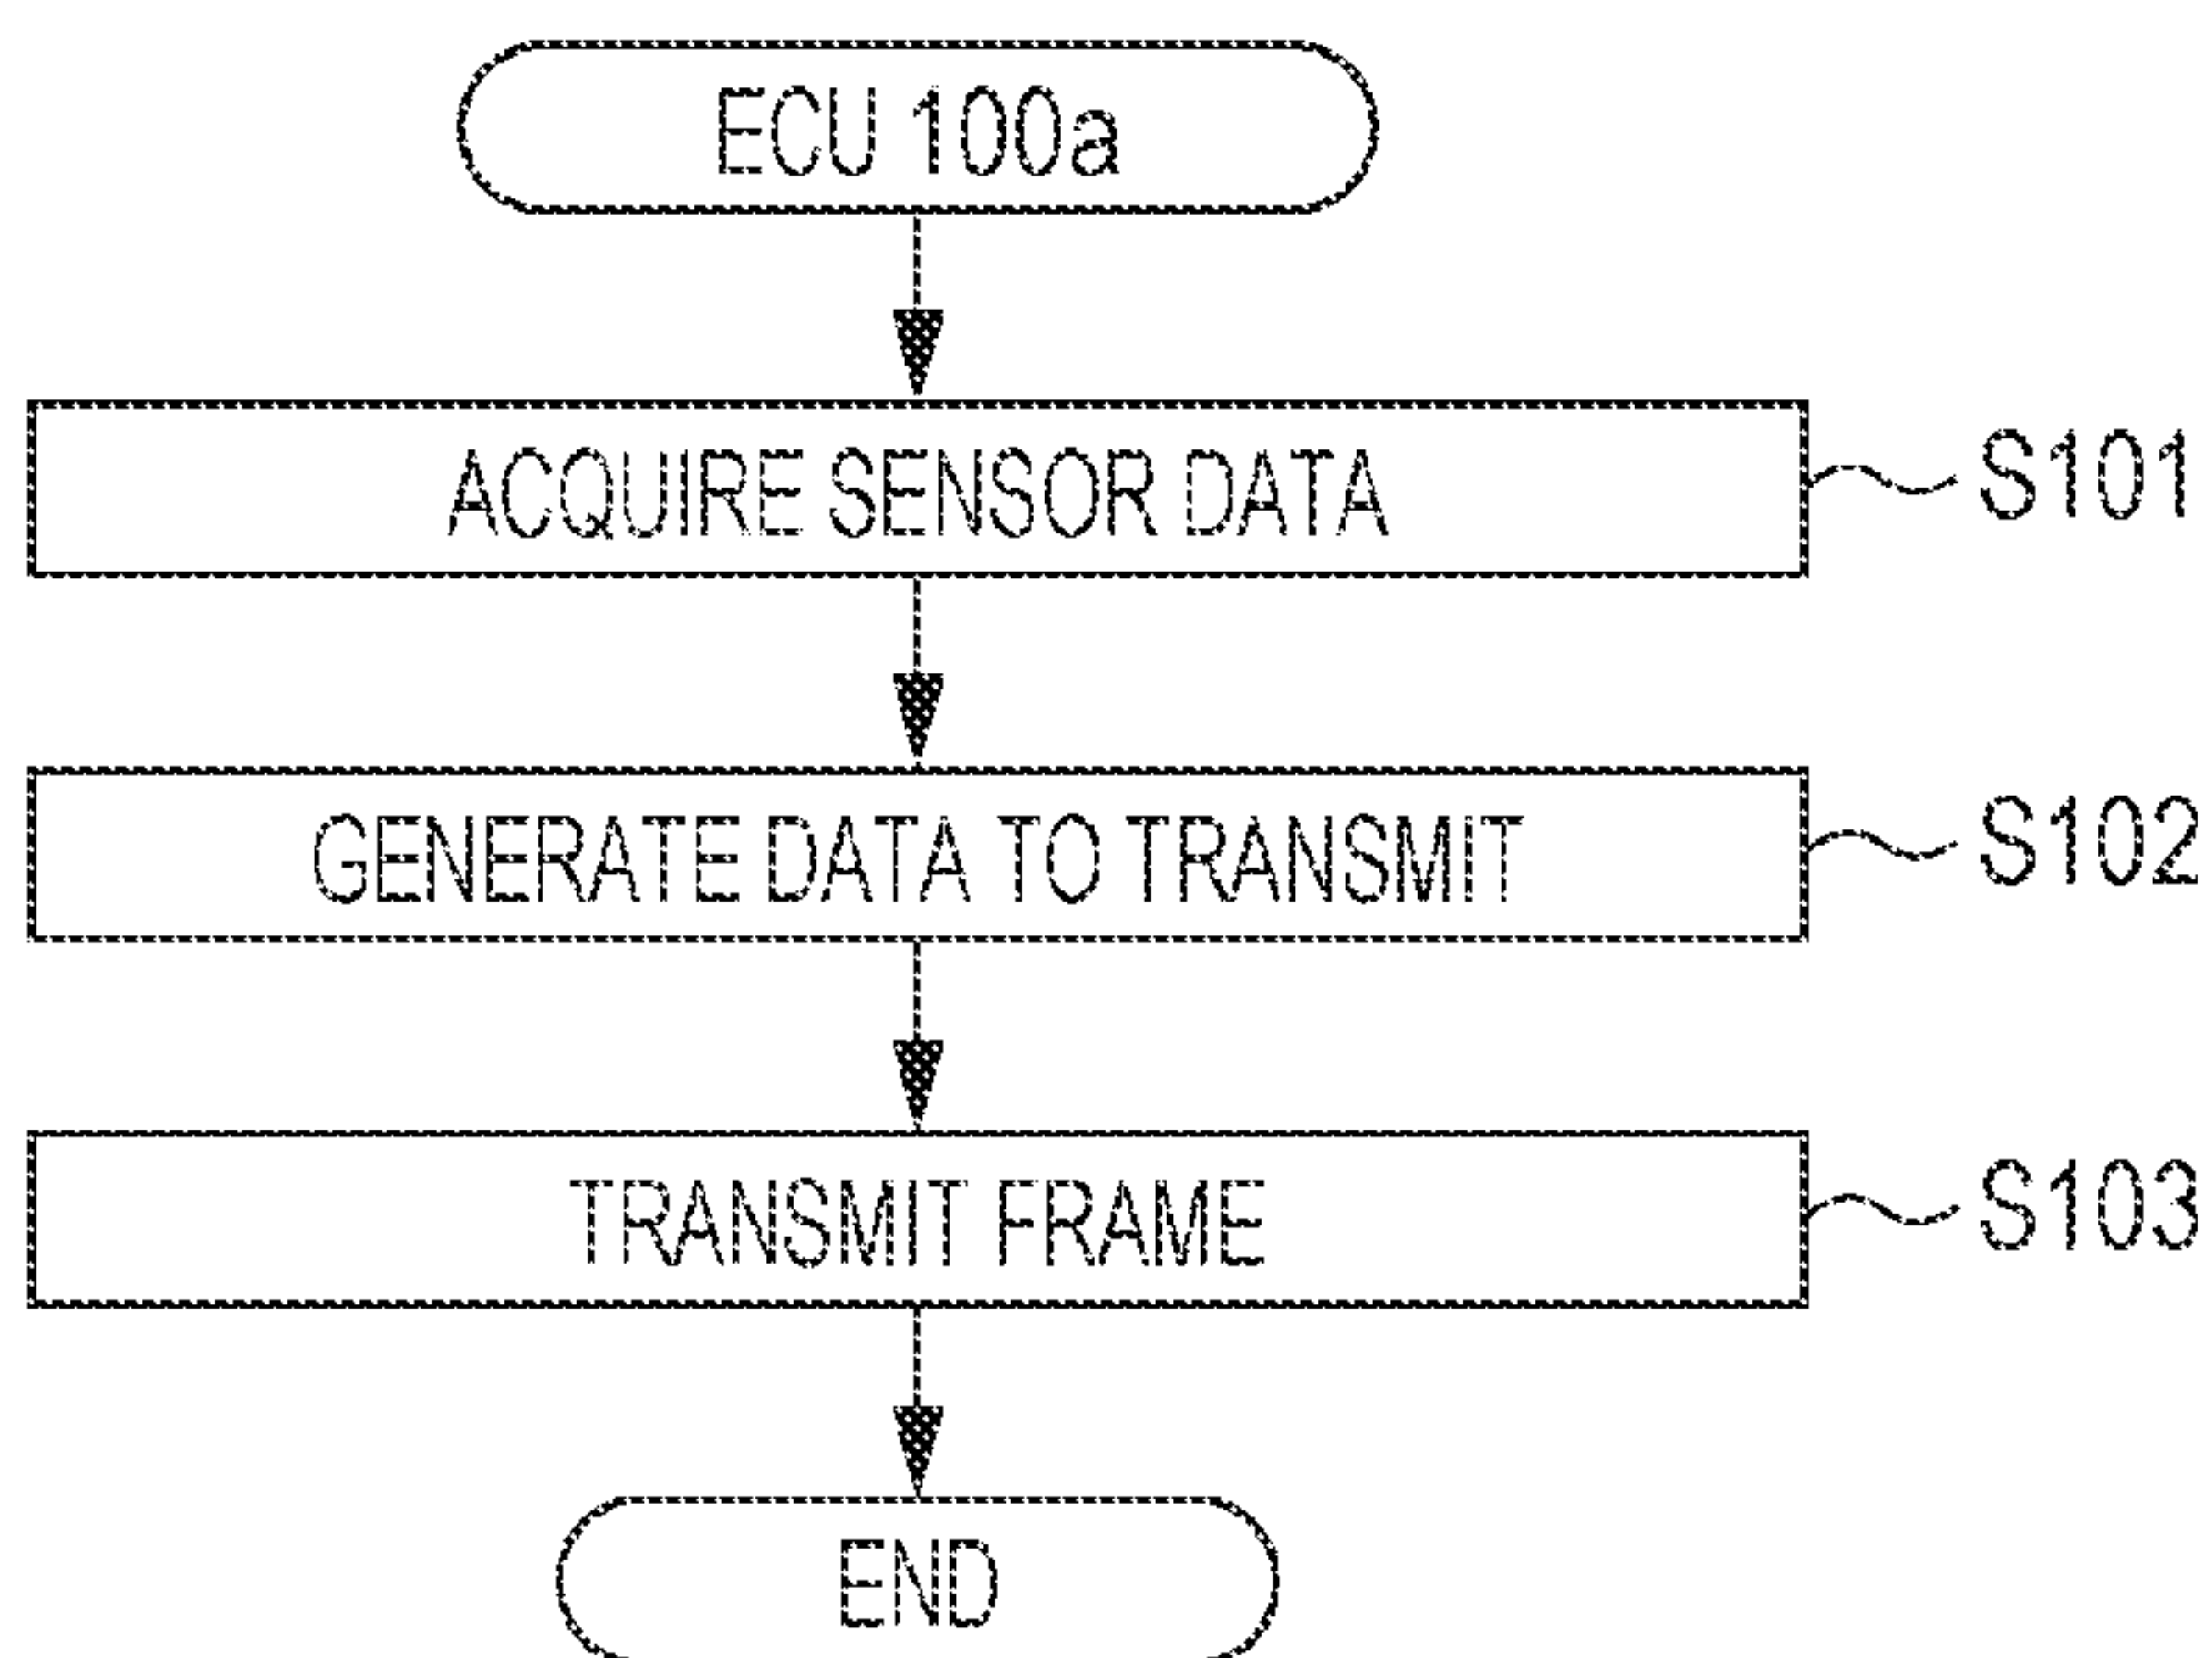 ECU 100a
ACQUIRE SENSOR DATA
S101
GENERATE DATA TO TRANSMIT
S102
TRANSMIT FRAME
S103
END